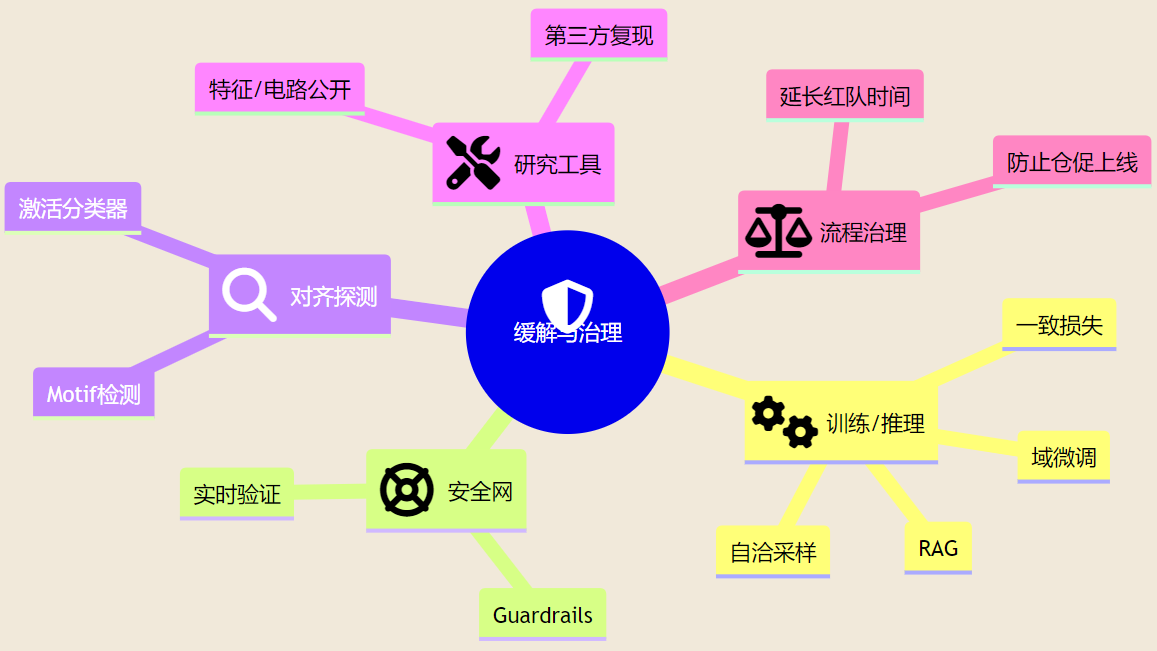 第三方复现
特征/电路公开
延长红队时间
研究工具
防止仓促上线
激活分类器
流程治理
对齐探测
缓解与治理
一致损失
Motif检测
训练/推理
域微调
实时验证
安全网
自洽采样
RAG
Guardrails